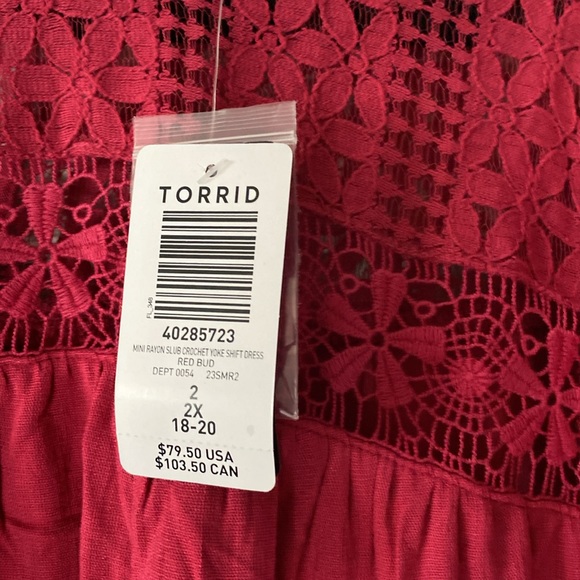 TORRID
FL_340
40285723
MINI RAYON SLUB CROCHET YOKE SHIFT DRESS
RED BUD
DEPT 0054 23SMR2
2
2X
18-20
$79.50 USA
$103.50 CAN